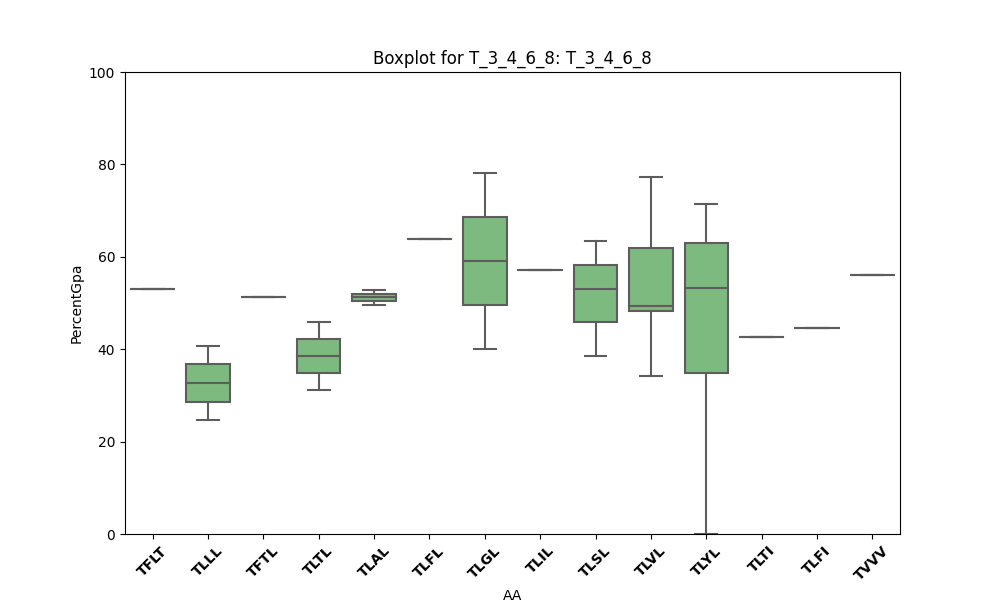 Boxplot for T_3_4_6_8: T_3_4_6_8
PercentGpa
100
80
60
40
20
0
TFLT TLLL TFTL TLTL TLAL TLFL TLGL TLIL TLSL TLVL TLYL TLTI TLFI TVVV
AA